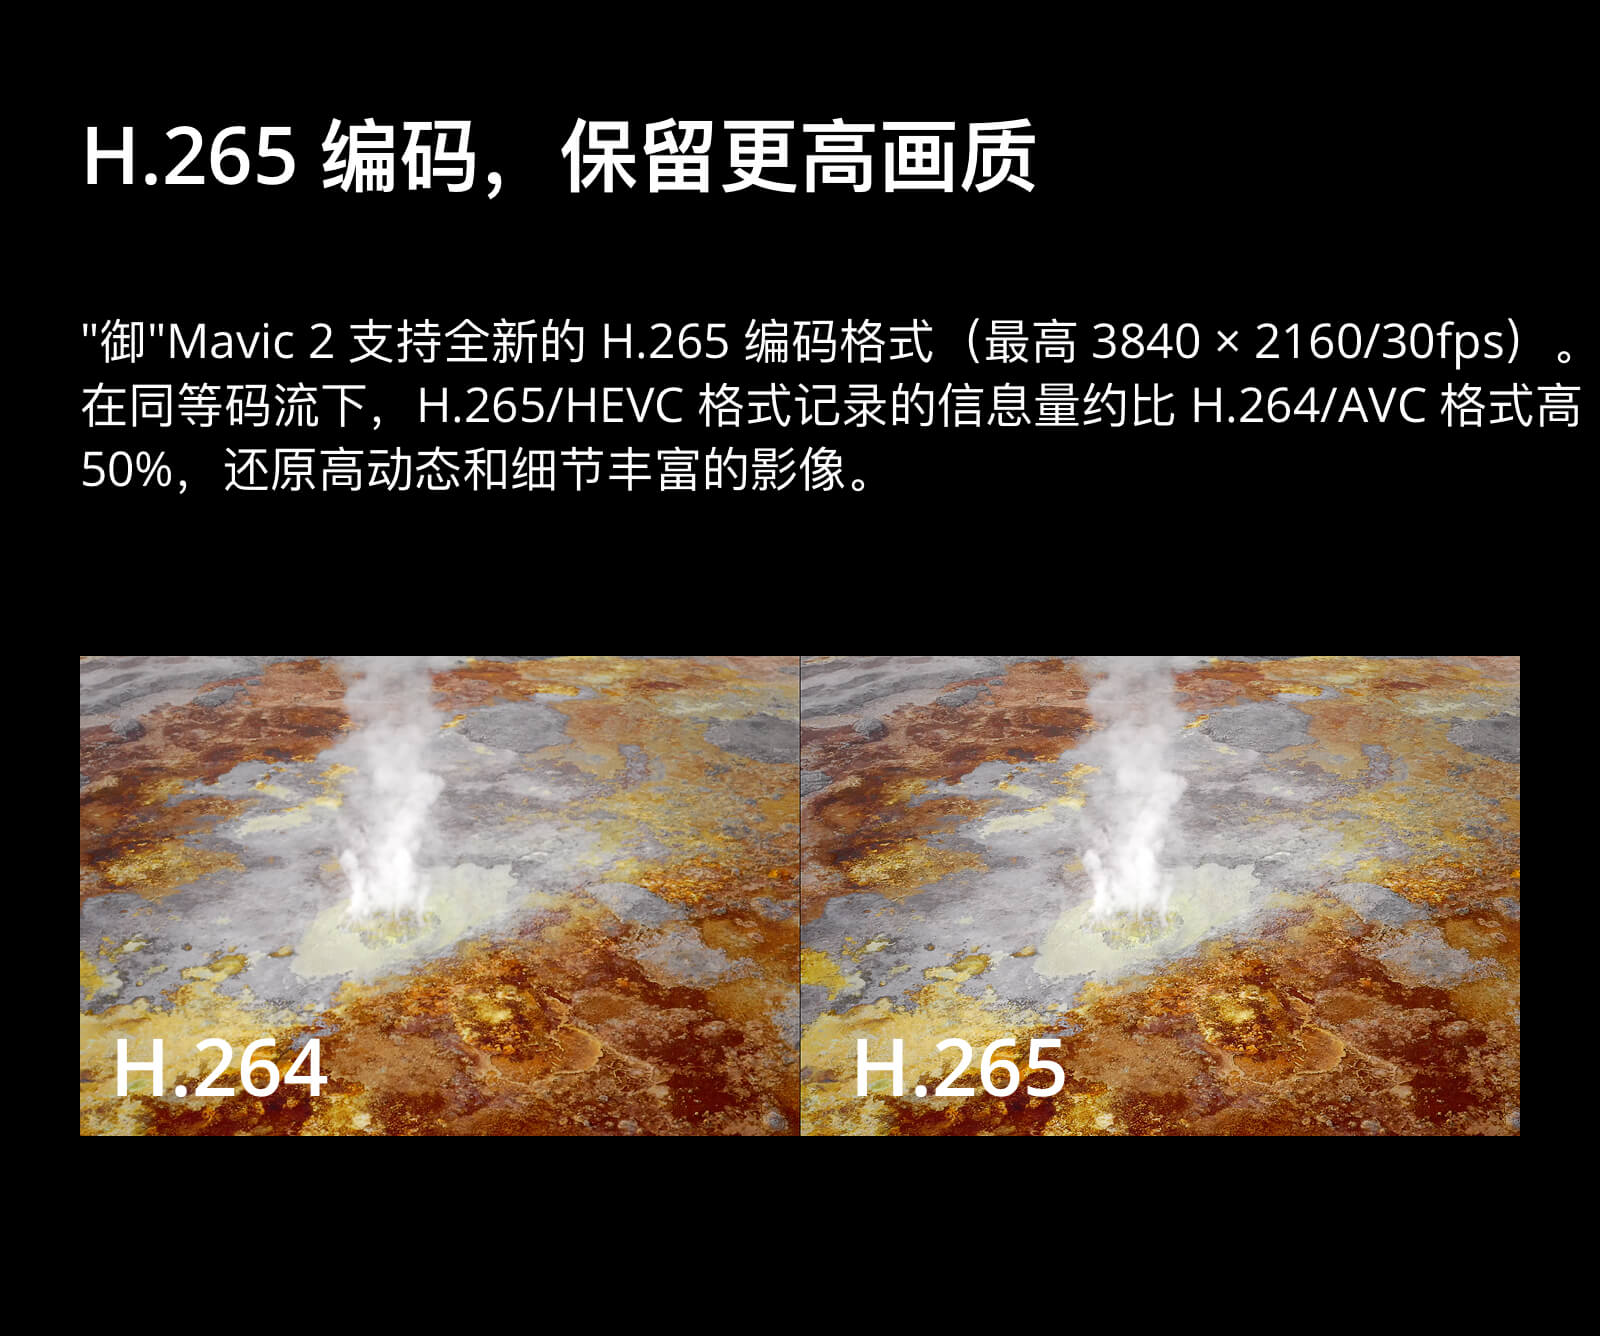 H.265 编码，保留更高画质
"御"Mavic 2 支持全新的 H.265 编码格式（最高 3840 × 2160/30fps）。
在同等码流下，H.265/HEVC 格式记录的信息量约比 H.264/AVC 格式高
50%，还原高动态和细节丰富的影像。
H.264
H.265